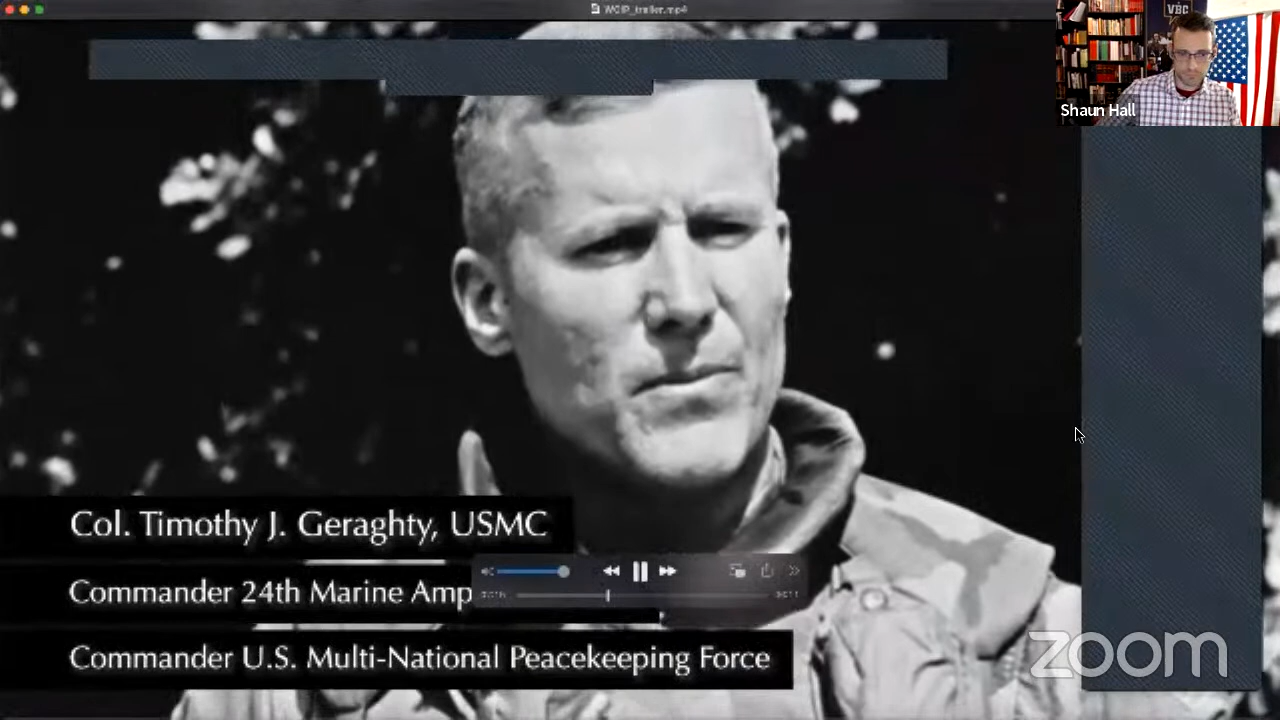 WCIP_trailer.mp4
VBC
Shaun Hall
Col. Timothy J. Geraghty, USMC
Commander 24th Marine Amp
Commander U.S. Multi-National Peacekeeping Force
zoom